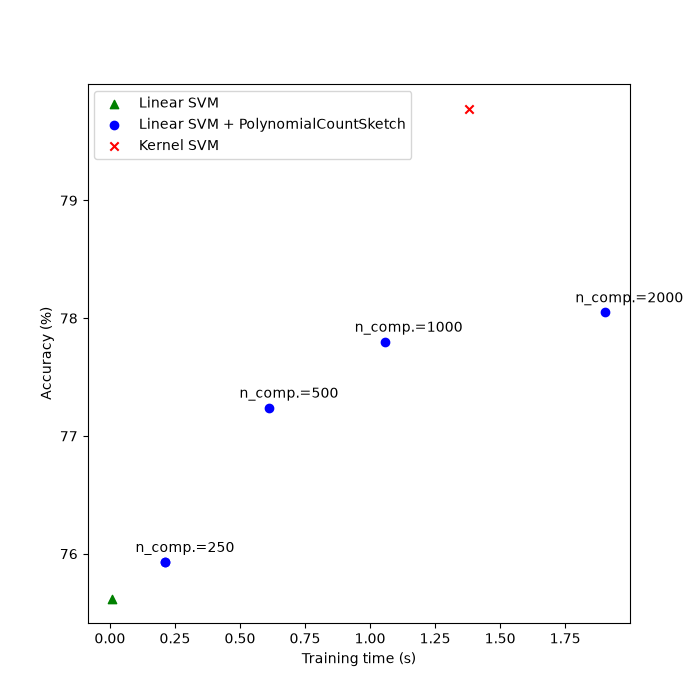 Linear SVM
Linear SVM + PolynomialCountSketch
Kernel SVM
79
n_comp.=2000
78
n_comp.=1000
n_comp.=500
77
n_comp.=250
76
Accuracy (%)
0.00 0.25 0.50 0.75 1.00 1.25 1.50 1.75
Training time (s)